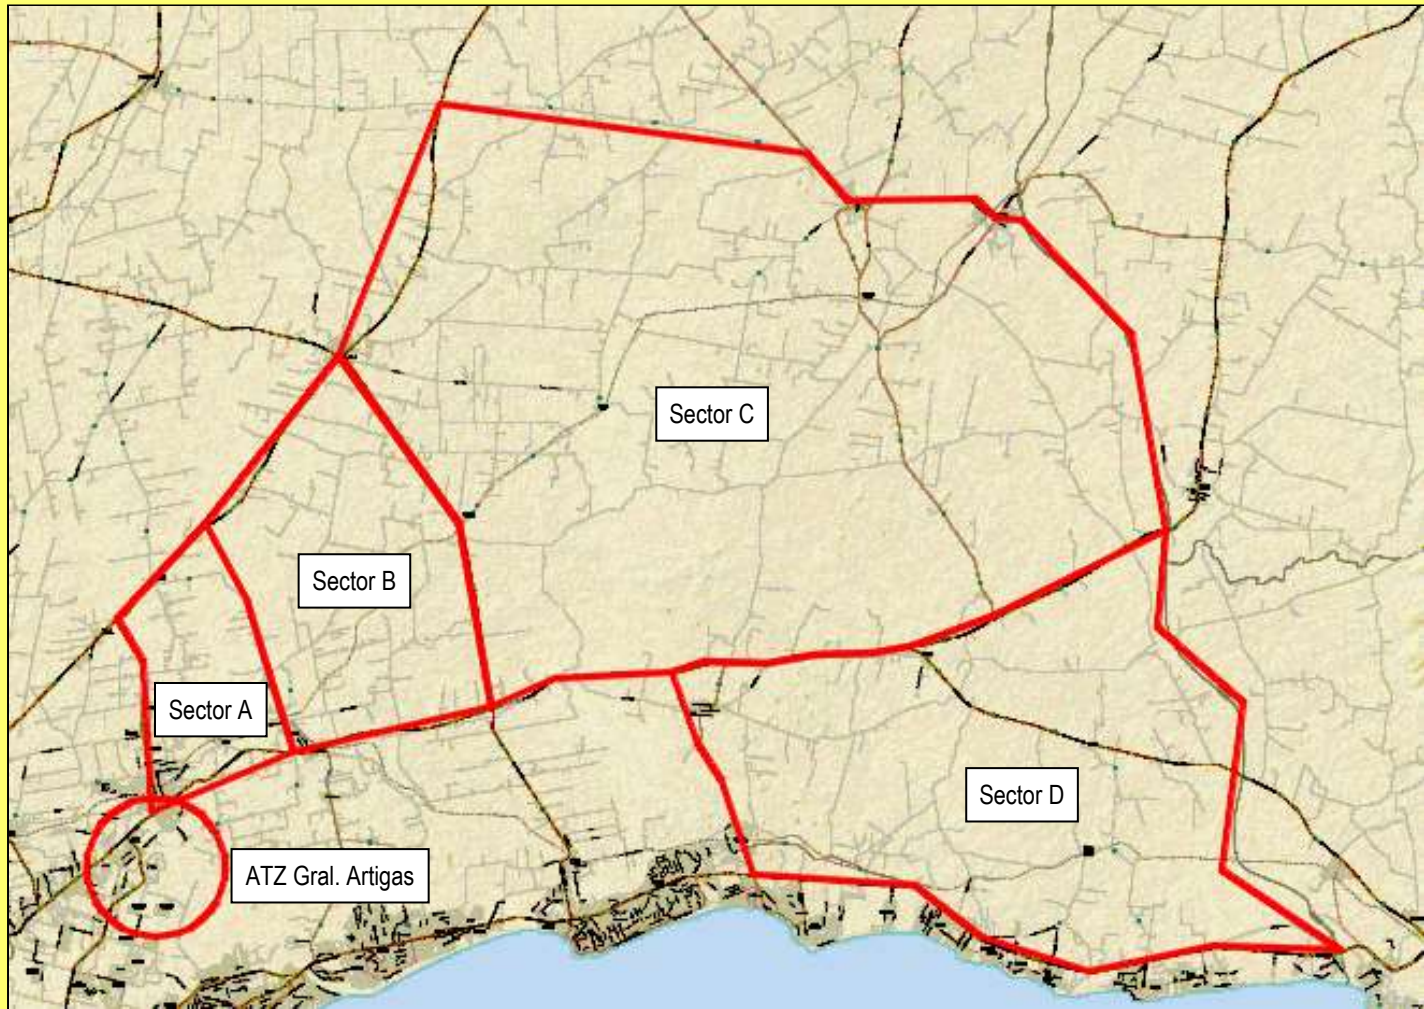 Sector C
Sector B
Sector A
Sector D
ATZ Gral. Artigas